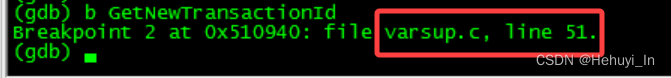 (gdb) b GetNewTransactionId
Breakpoint 2 at 0x510940: file varsup.c, line 51.
(gdb)
CSDN @Hehuyi_In